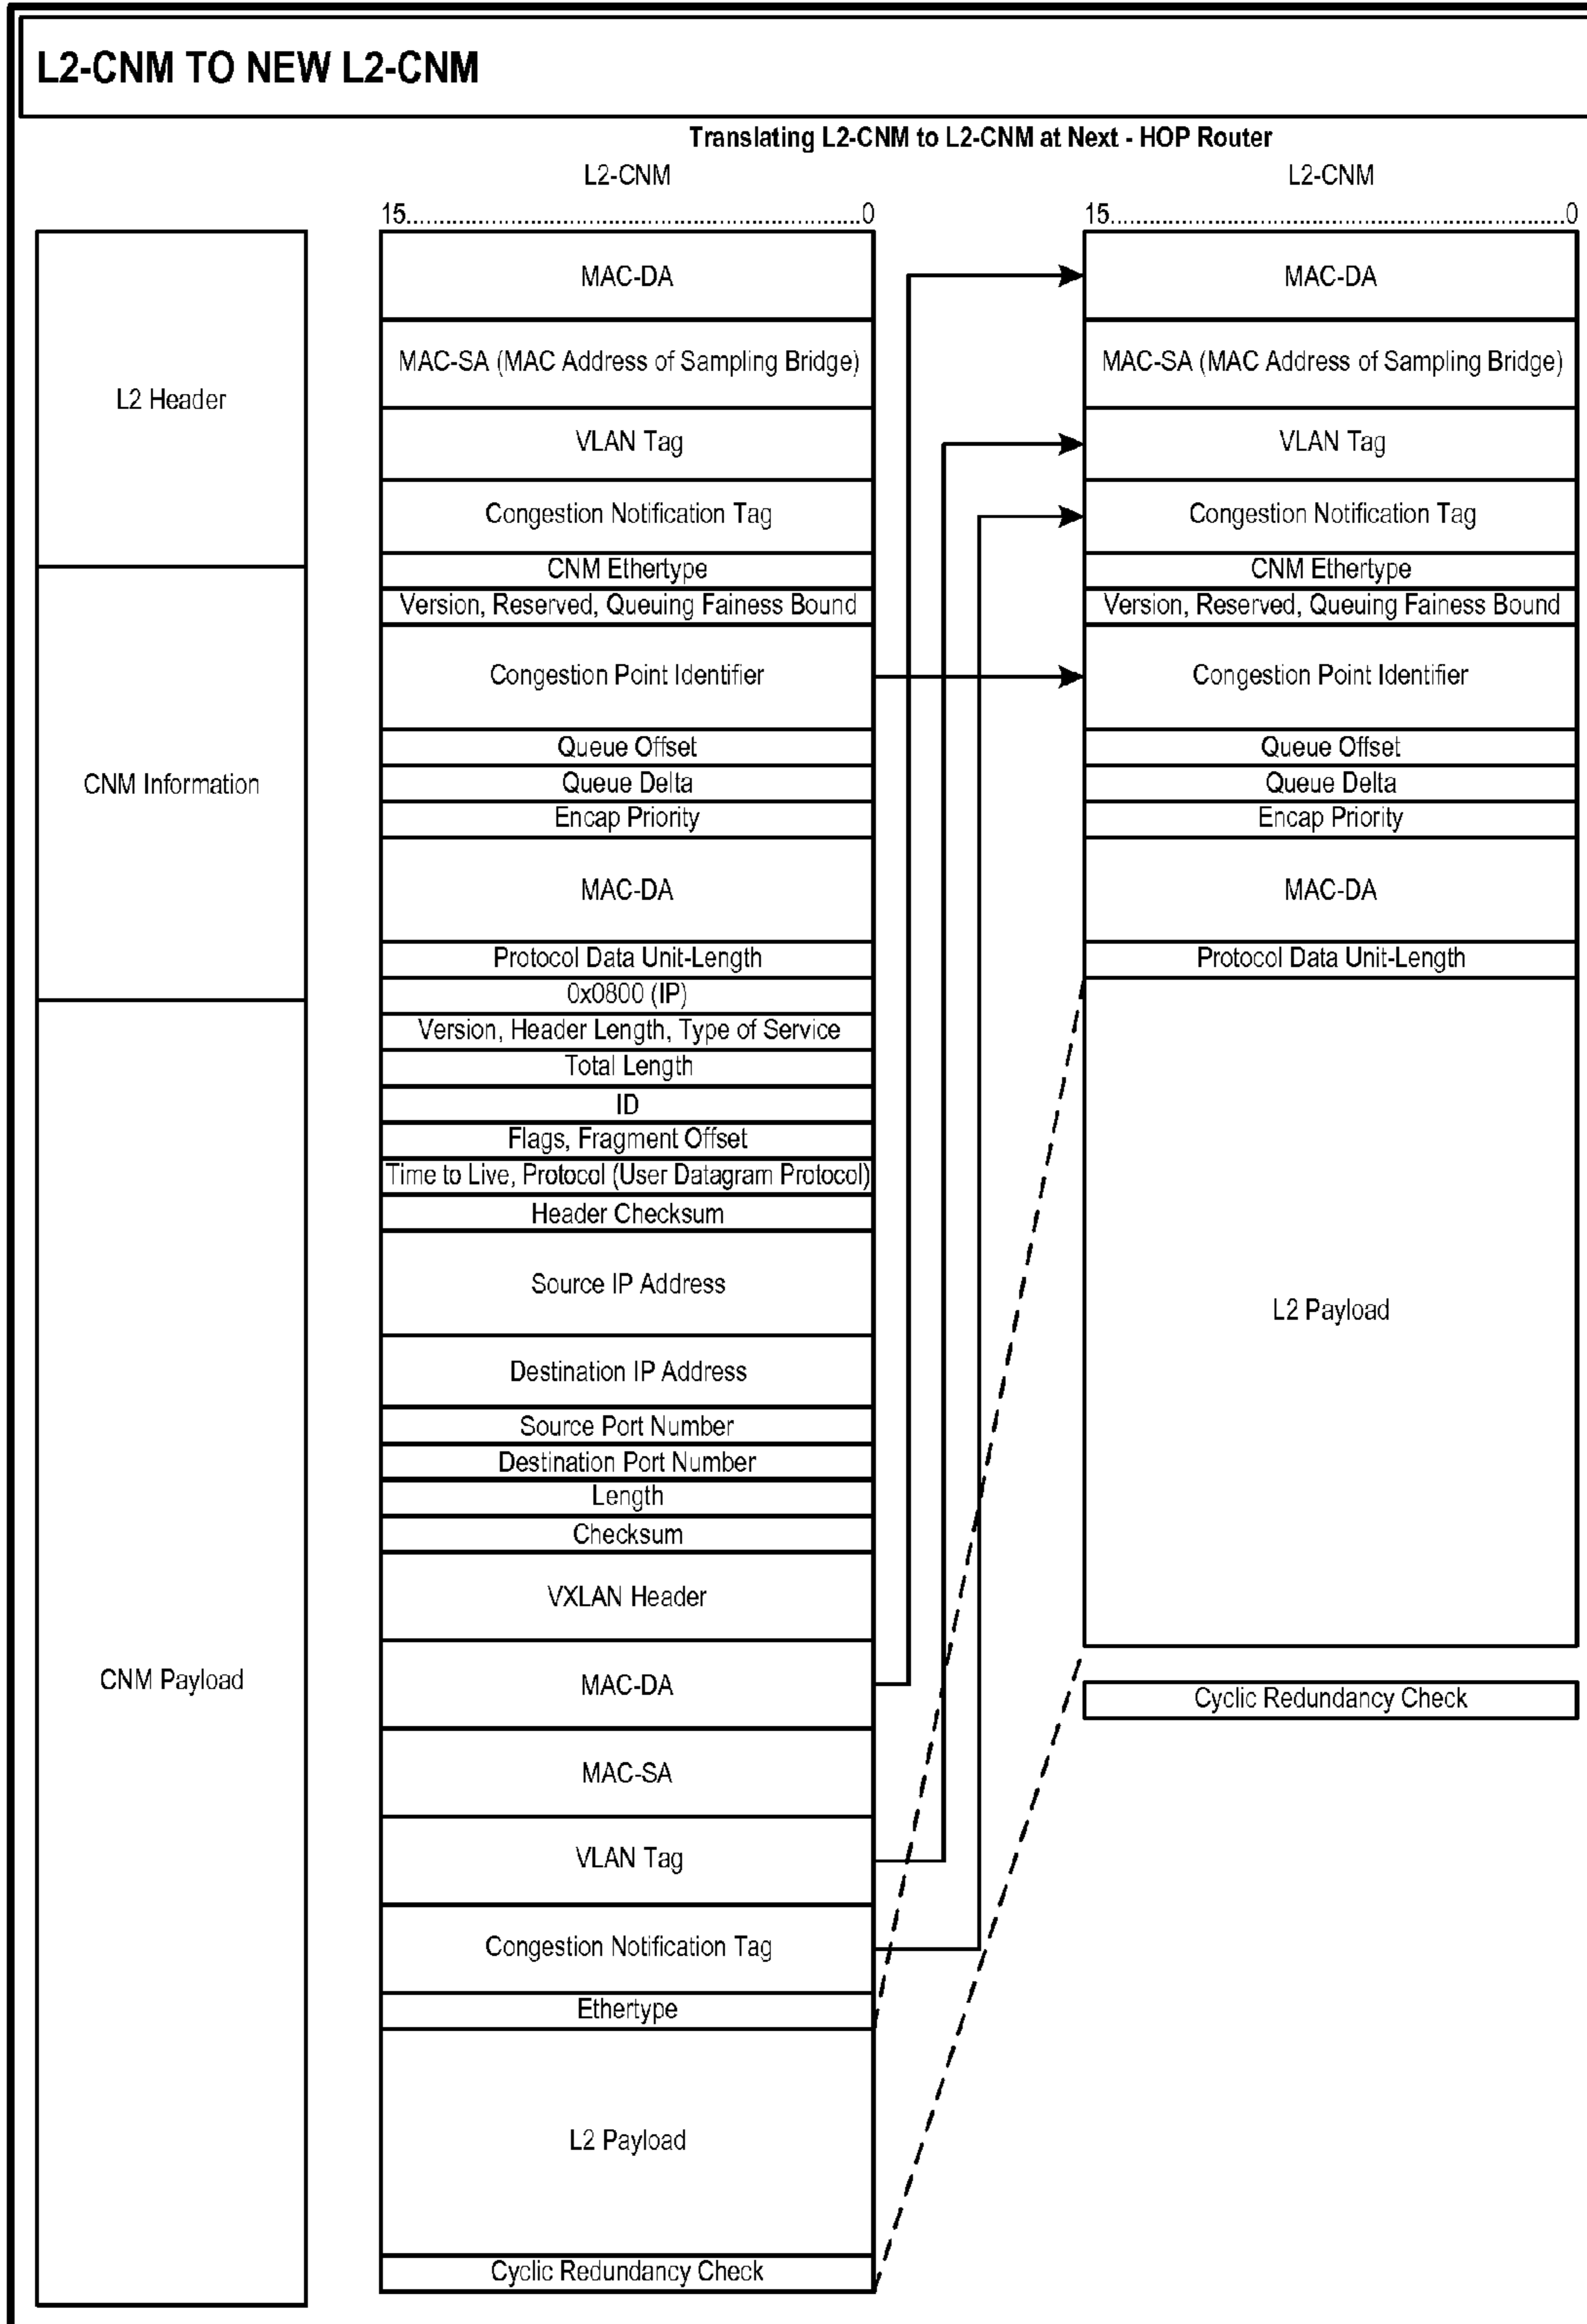 L2-CNM TO NEW L2-CNM
Translating L2-CNM to L2-CNM at Next - HOP Router
L2-CNM
15......................................................................0
L2 Header
CNM Information
CNM Payload
MAC-DA
MAC-SA (MAC Address of Sampling Bridge)
VLAN Tag
Congestion Notification Tag
CNM Ethertype
Version, Reserved, Queuing Fainess Bound
Congestion Point Identifier
Queue Offset
Queue Delta
Encap Priority
MAC-DA
Protocol Data Unit-Length
0x0800 (IP)
Version, Header Length, Type of Service
Total Length
ID
Flags, Fragment Offset
Time to Live, Protocol (User Datagram Protocol)
Header Checksum
Source IP Address
Destination IP Address
Source Port Number
Destination Port Number
Length
Checksum
VXLAN Header
MAC-DA
MAC-SA
VLAN Tag
Congestion Notification Tag
Ethertype
L2 Payload
Cyclic Redundancy Check
L2-CNM
15......................................................................0
MAC-DA
MAC-SA (MAC Address of Sampling Bridge)
VLAN Tag
Congestion Notification Tag
CNM Ethertype
Version, Reserved, Queuing Fainess Bound
Congestion Point Identifier
Queue Offset
Queue Delta
Encap Priority
MAC-DA
Protocol Data Unit-Length
L2 Payload
Cyclic Redundancy Check